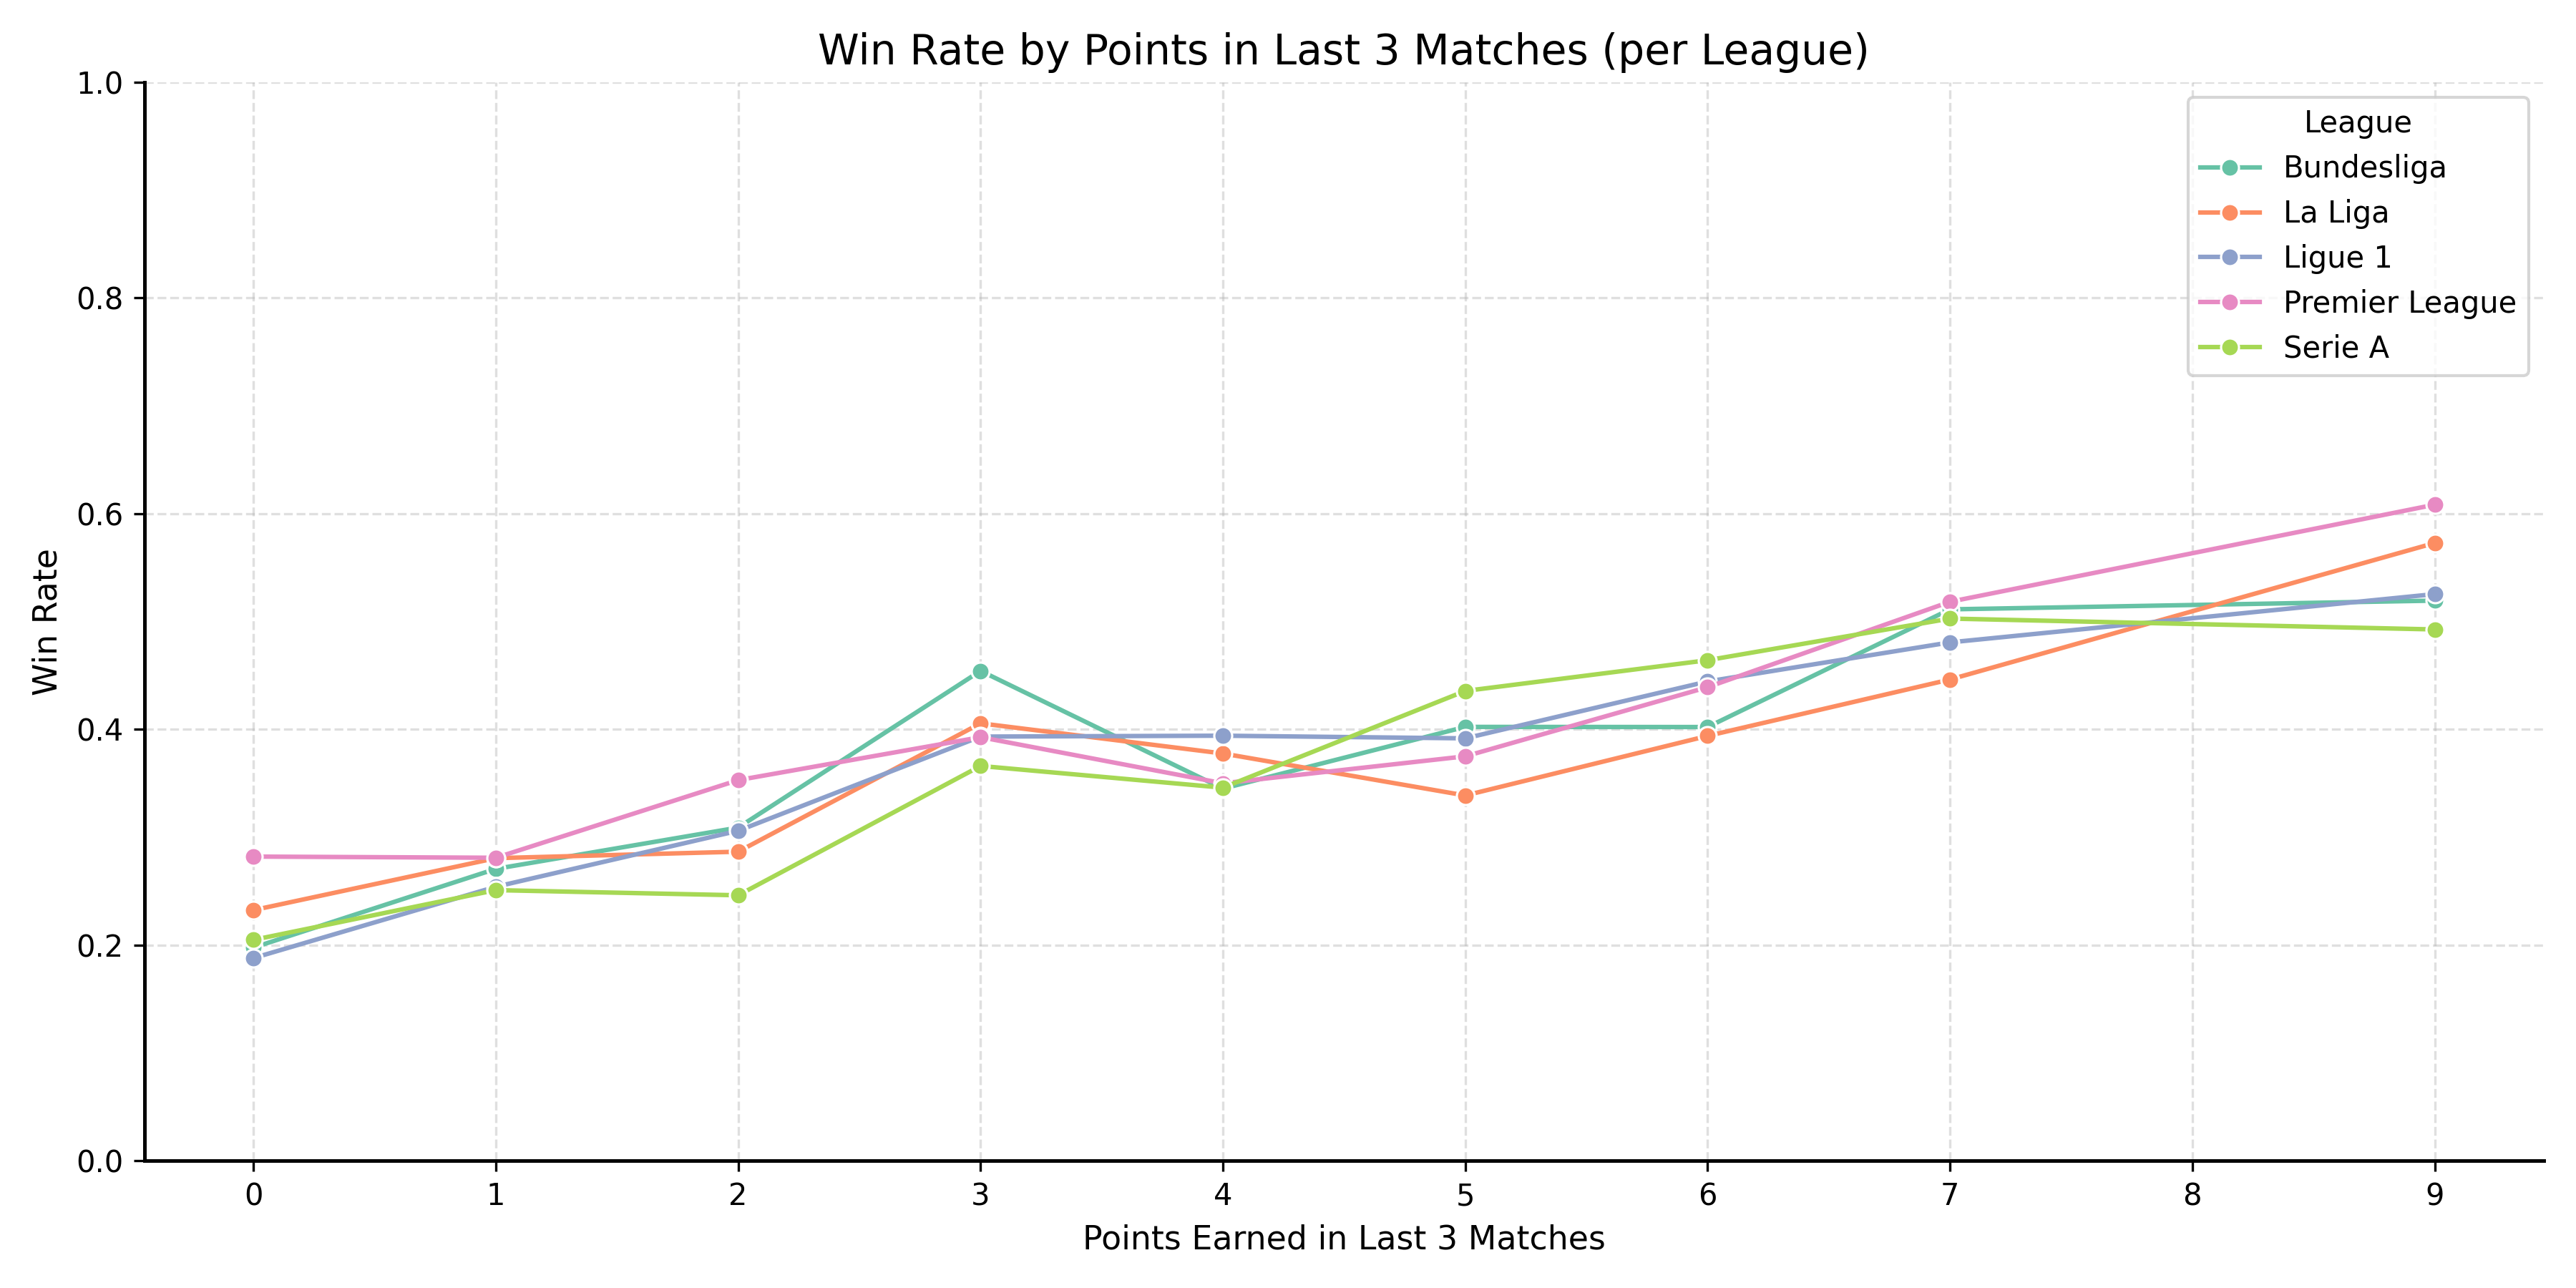 Win Rate by Points in Last 3 Matches (per League)
1.0
0.8
0.6
0.4
0.2
0.0
Win Rate
League
Bundesliga
La Liga
Ligue 1
Premier League
Serie A
0 1 2 3 4 5 6 7 8 9
Points Earned in Last 3 Matches